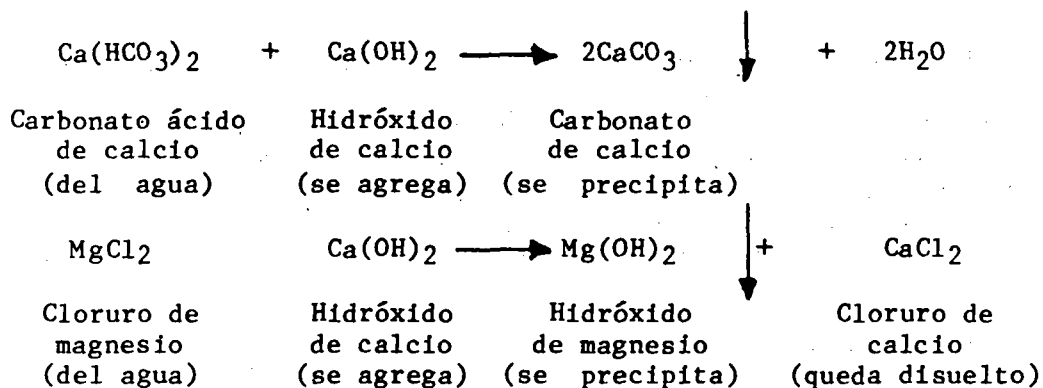 Ca(HCO3)2 + Ca(OH)2 → 2CaCO3 ↓ + 2H2O
Carbonato ácido Hidróxido Carbonato
de calcio de calcio de calcio
(del agua) (se agrega) (se precipita)
MgCl2 Ca(OH)2 → Mg(OH)2 ↓ + CaCl2
Cloruro de Hidróxido Hidróxido Cloruro de
magnesio de calcio de magnesio calcio
(del agua) (se agrega) (se precipita) (queda disuelto)